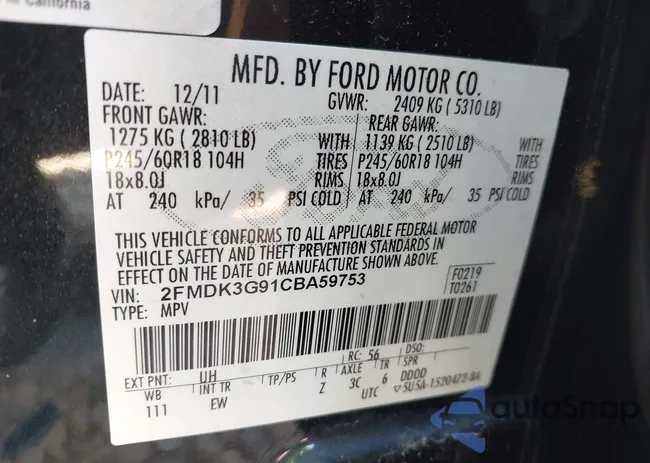 in California
MFD. BY FORD MOTOR CO.
DATE: 12/11 GVWR: 2409 KG ( 5310 LB)
FRONT GAWR: REAR GAWR:
1275 KG ( 2810 LB) WITH 1139 KG ( 2510 LB) WITH
P245/60R18 104H TIRES P245/60R18 104H TIRES
18x8.0J RIMS 18x8.0J RIMS
AT 240 kPa/ 35 PSI COLD AT 240 kPa/ 35 PSI COLD
THIS VEHICLE CONFORMS TO ALL APPLICABLE FEDERAL MOTOR
VEHICLE SAFETY AND THEFT PREVENTION STANDARDS IN
EFFECT ON THE DATE OF MANUFACTURE SHOWN ABOVE.
VIN: 2FMDK3G91CBA59753 F0219
TYPE: MPV T0261
RC: 56 DSO:
EXT PNT: UH
WB INT TR TP/PS R AXLE TR SPR
111 EW Z 3C 6 DDDD
UTC ▽5U5A-1520472-BA
autoSnap